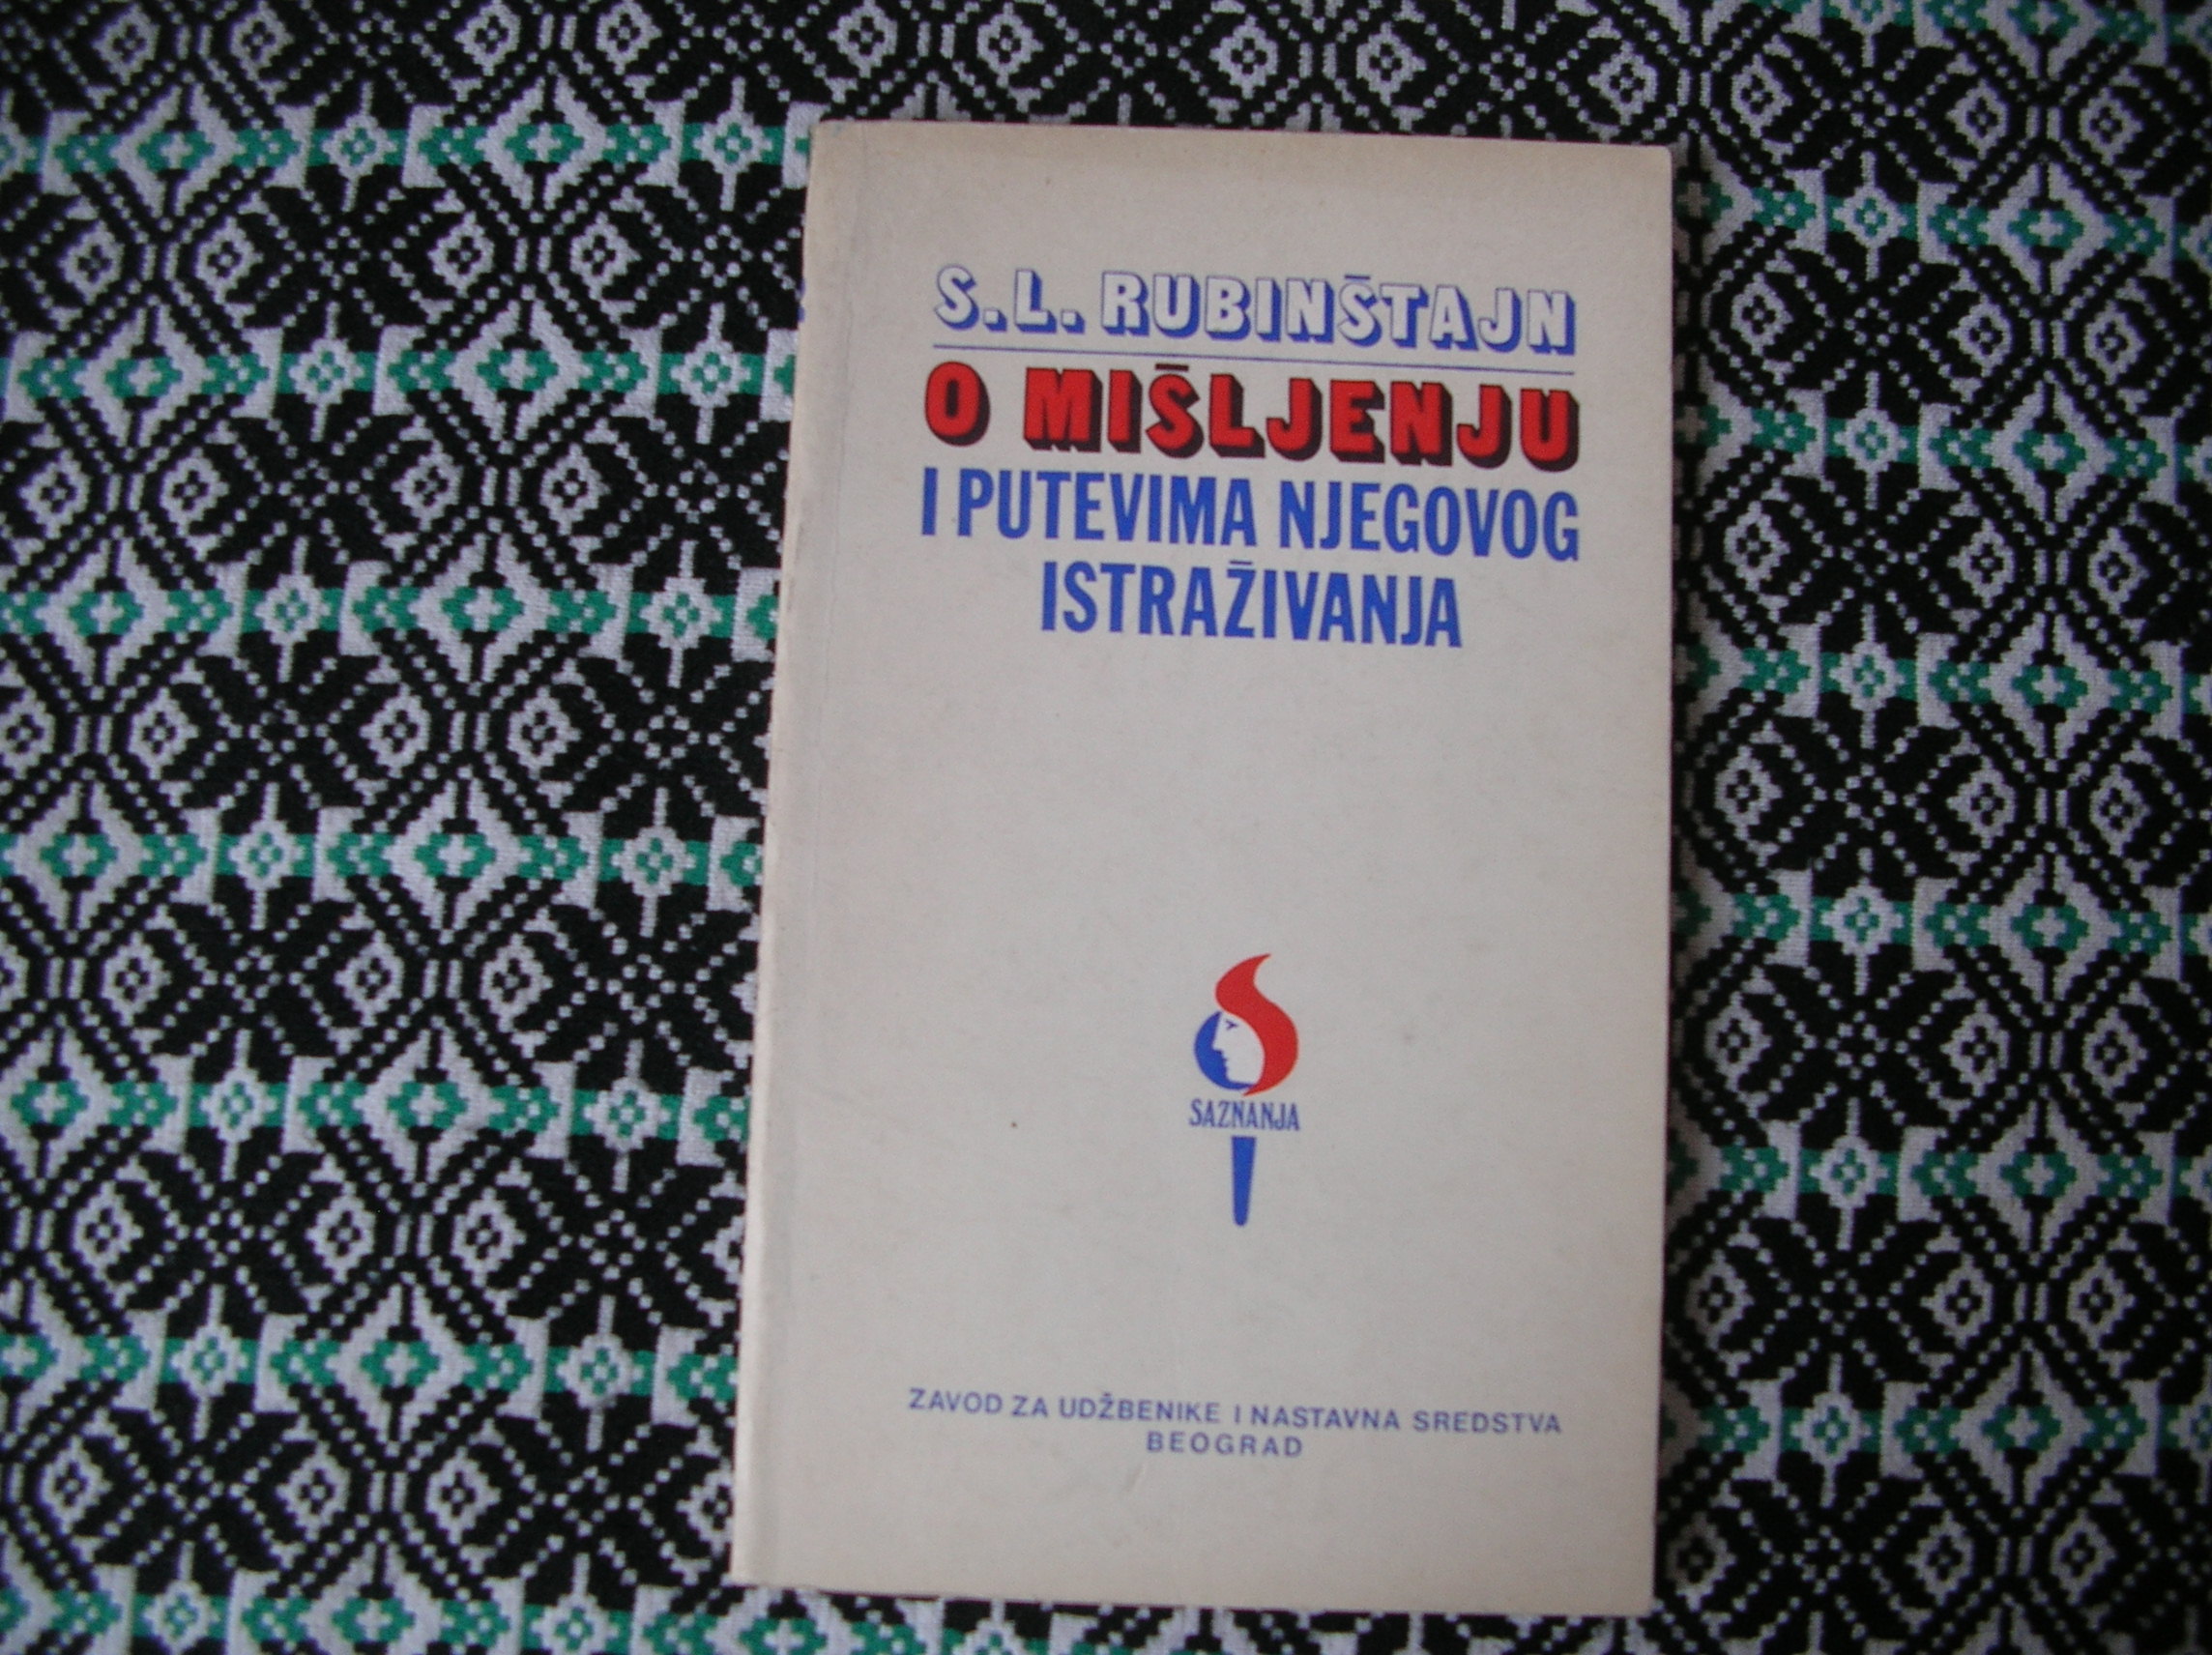 S.L. RUBINŠTAJN
O MIŠLJENJU
I PUTEVIMA NJEGOVOG
ISTRAŽIVANJA
SAZNANJA
ZAVOD ZA UDŽBENIKE I NASTAVNA SREDSTVA
BEOGRAD